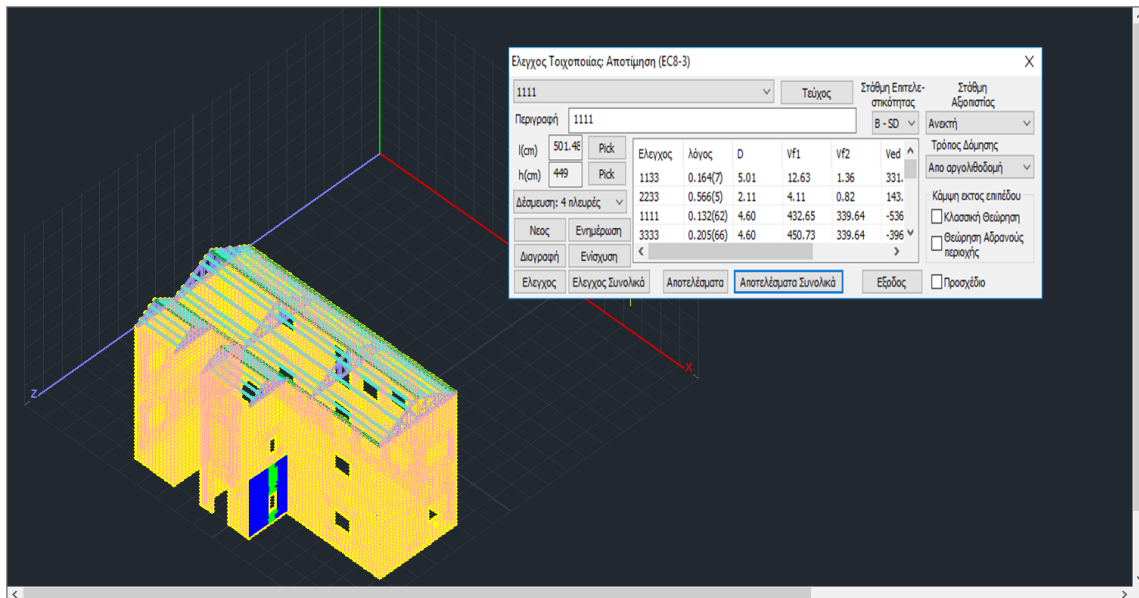 Ελεγχος Τοιχοποιίας: Αποτίμηση (EC8-3)
1111
Τεύχος
Στάθμη Επιτελε-
στικότητας
Στάθμη
Αξιοπιστίας
Περιγραφή 1111
B - SD
Ανεκτή
l(cm) 501.48 Pick
h(cm) 449 Pick
Τρόπος Δόμησης
Απο αργολιθοδομή
Δέσμευση: 4 πλευρές
Νεος Ενημέρωση
Διαγραφή Ενίσχυση
Ελεγχος λόγος D Vf1 Vf2 Ved
1133 0.164(7) 5.01 12.63 1.36 331.
2233 0.566(5) 2.11 4.11 0.82 143.
1111 0.132(62) 4.60 432.65 339.64 -536
3333 0.205(66) 4.60 450.73 339.64 -396
Κάμψη εκτος επιπέδου
Κλασσική Θεώρηση
Θεώρηση Αδρανούς
περιοχής
Ελεγχος Ελεγχος Συνολικά Αποτελέσματα Αποτελέσματα Συνολικά Εξοδος Προσχέδιο
X
Z